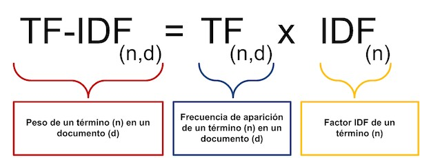 TF-IDF(n,d) = TF(n,d) x IDF(n)
Peso de un término (n) en un
documento (d)
Frecuencia de aparición
de un término (n) en un
documento (d)
Factor IDF de un
término (n)